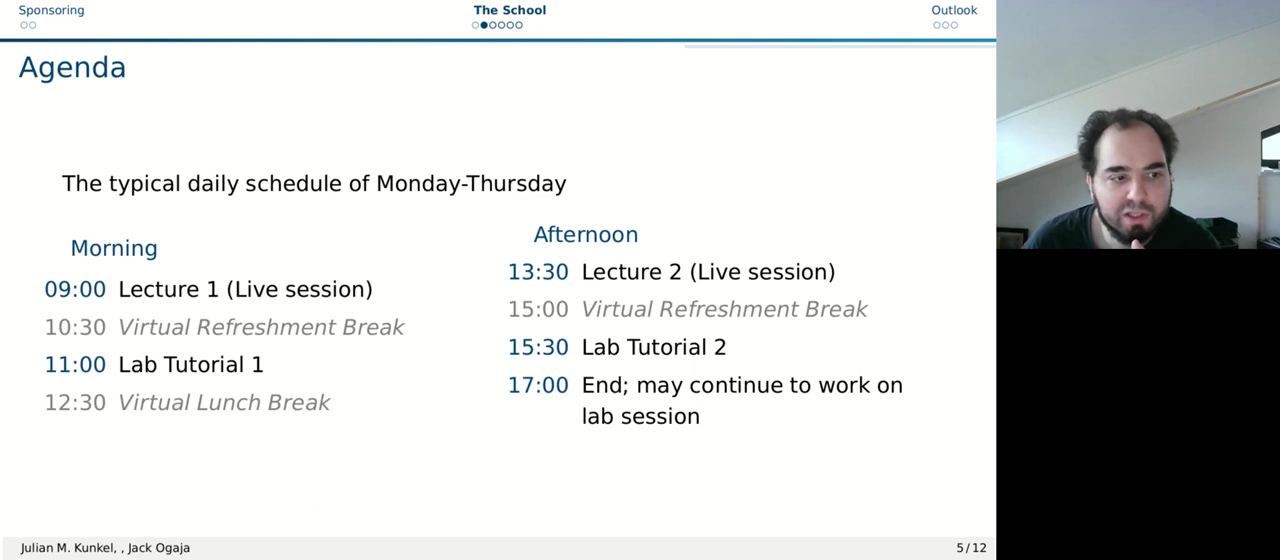 Sponsoring
The School
Outlook
Agenda
The typical daily schedule of Monday-Thursday
Morning
09:00 Lecture 1 (Live session)
10:30 Virtual Refreshment Break
11:00 Lab Tutorial 1
12:30 Virtual Lunch Break
Afternoon
13:30 Lecture 2 (Live session)
15:00 Virtual Refreshment Break
15:30 Lab Tutorial 2
17:00 End; may continue to work on
lab session
Julian M. Kunkel, , Jack Ogaja
5/12